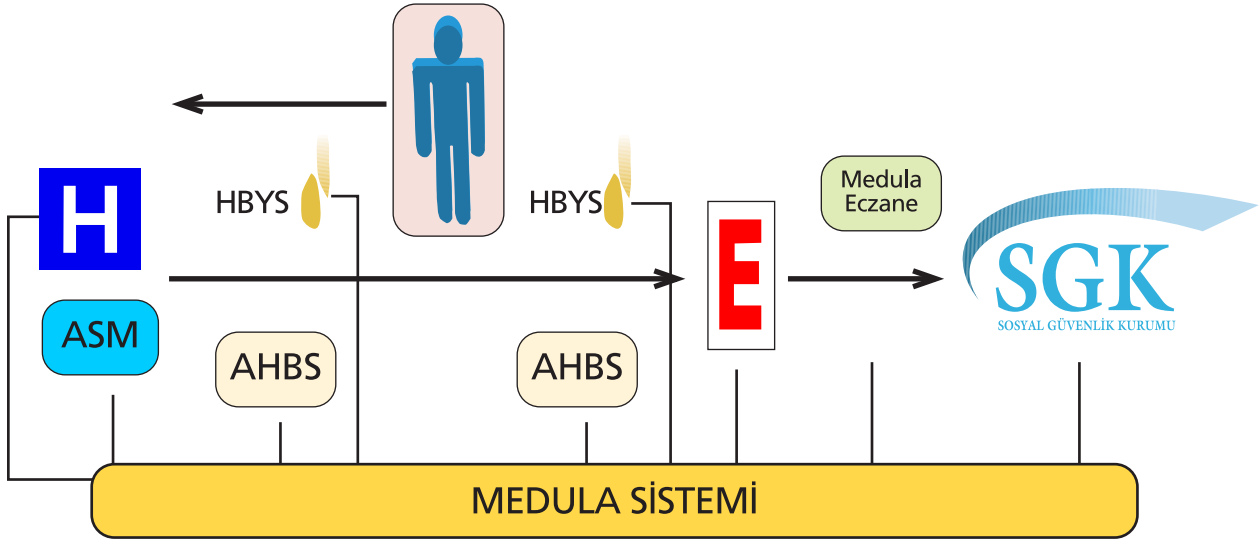 H
HBYS
HBYS
Medula
Eczane
E
SGK
SOSYAL GÜVENLİK KURUMU
ASM
AHBS
AHBS
MEDULA SİSTEMİ